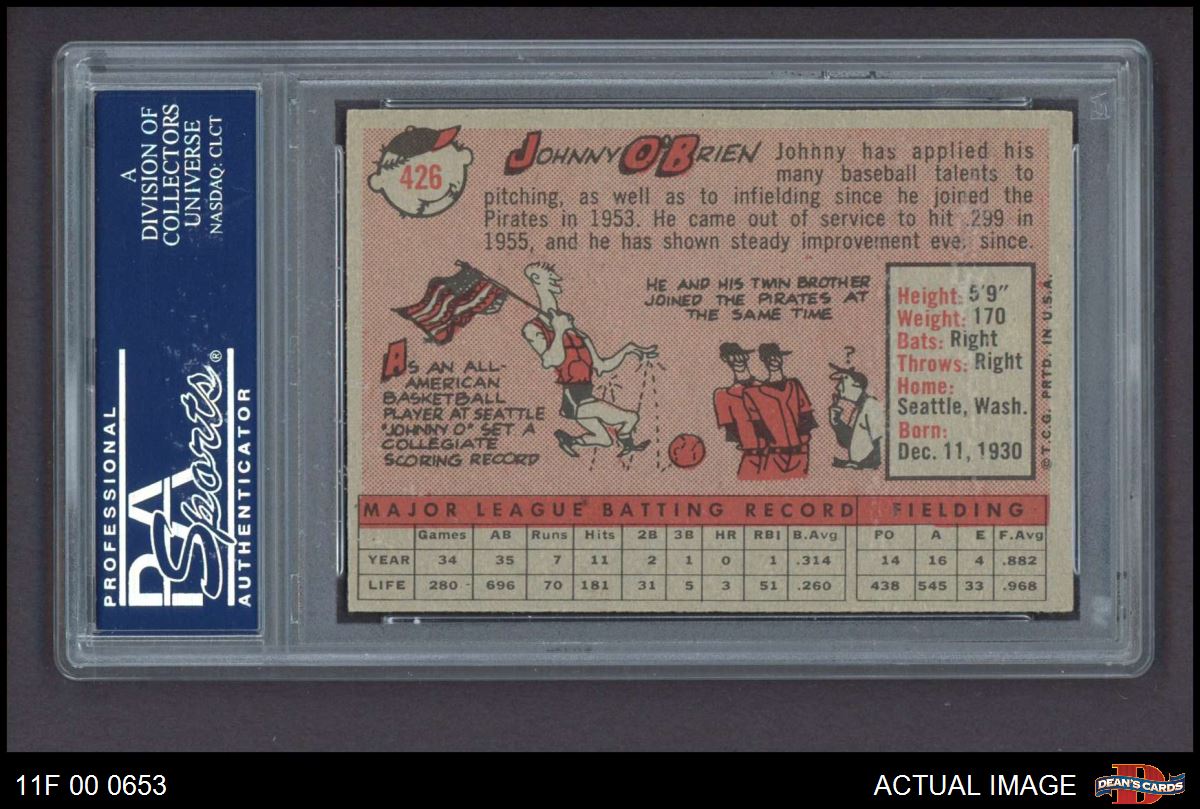 A
DIVISION OF
COLLECTORS
UNIVERSE
NASDAQ: CLCT
PROFESSIONAL
PSA
Sports®
AUTHENTICATOR
426
JOHNNY O'BRIEN
Johnny has applied his
many baseball talents to
pitching, as well as to infielding since he joined the
Pirates in 1953. He came out of service to hit .299 in
1955, and he has shown steady improvement eve. since.
AS AN ALL-
AMERICAN
BASKETBALL
PLAYER AT SEATTLE
"JOHNNY O" SET A
COLLEGIATE
SCORING RECORD
HE AND HIS TWIN BROTHER
JOINED THE PIRATES AT
THE SAME TIME
?
Height: 5'9"
Weight: 170
Bats: Right
Throws: Right
Home:
Seattle, Wash.
Born:
Dec. 11, 1930
©T.C.G. PRTD. IN U.S.A.
MAJOR LEAGUE BATTING RECORD FIELDING
Games AB Runs Hits 2B 3B HR RBI B.Avg PO A E F.Avg
YEAR 34 35 7 11 2 1 0 1 .314 14 16 4 .882
LIFE 280 696 70 181 31 5 3 51 .260 438 545 33 .968
11F 00 0653
ACTUAL IMAGE
D
DEAN'S CARDS